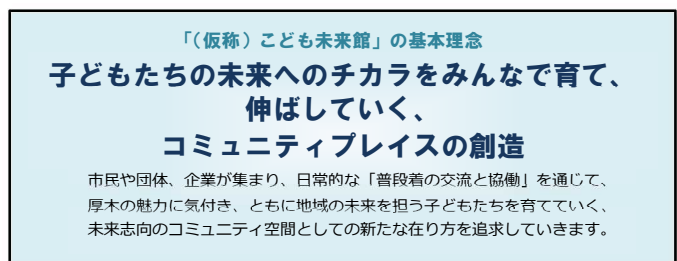 「（仮称）こども未来館」の基本理念
子どもたちの未来へのチカラをみんなで育て、
伸ばしていく、
コミュニティプレイスの創造
市民や団体、企業が集まり、日常的な「普段着の交流と協働」を通じて、
厚木の魅力に気付き、ともに地域の未来を担う子どもたちを育てていく、
未来志向のコミュニティ空間としての新たな在り方を追求していきます。